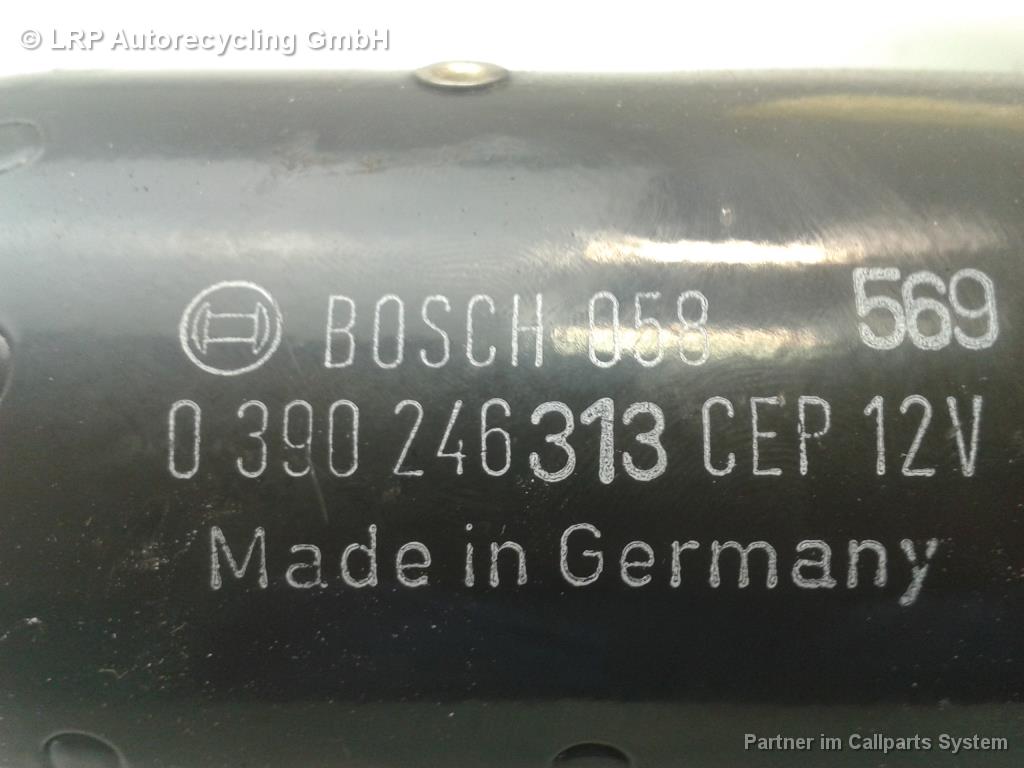 © LRP Autorecycling GmbH
BOSCH 058 569
0 390 246 313 CEP 12V
Made in Germany
Partner im Callparts System